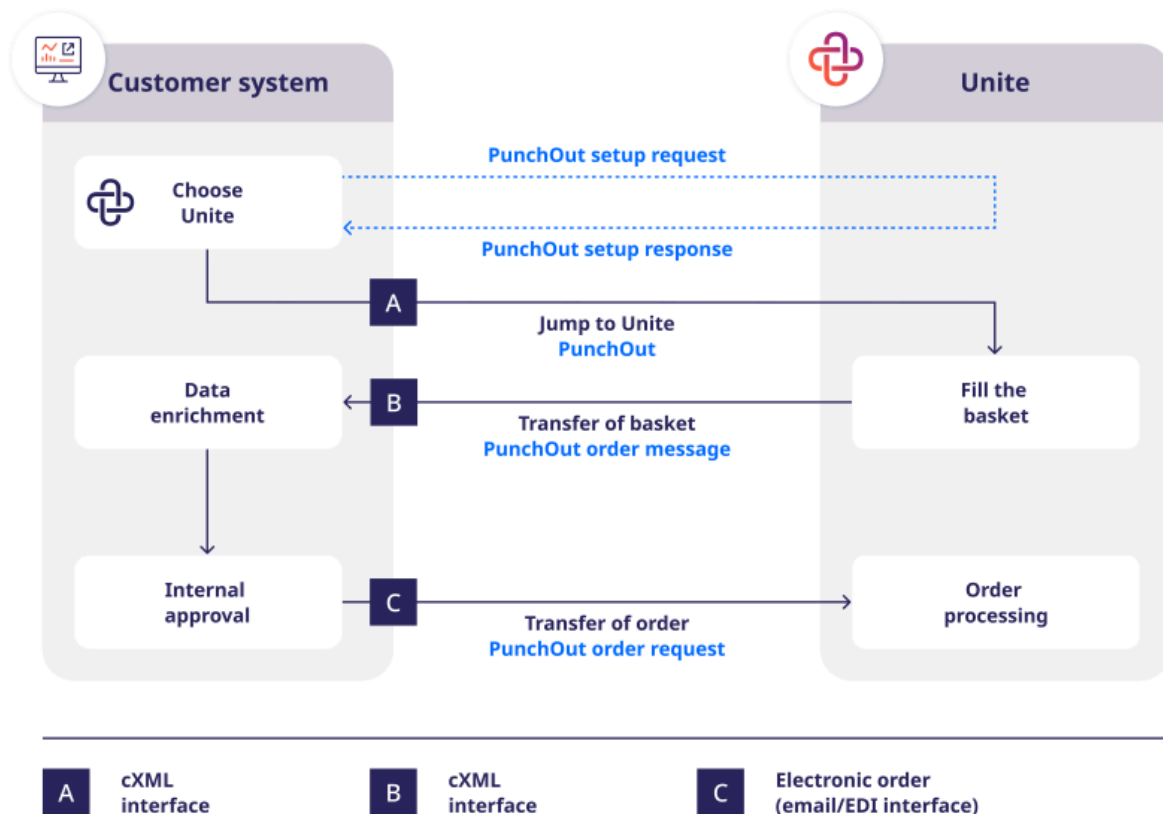 Customer system
Unite
PunchOut setup request
Choose
Unite
PunchOut setup response
A
Jump to Unite
PunchOut
Data
enrichment
B
Fill the
basket
Transfer of basket
PunchOut order message
Internal
approval
C
Order
processing
Transfer of order
PunchOut order request
A
cXML
interface
B
cXML
interface
C
Electronic order
(email/EDI interface)